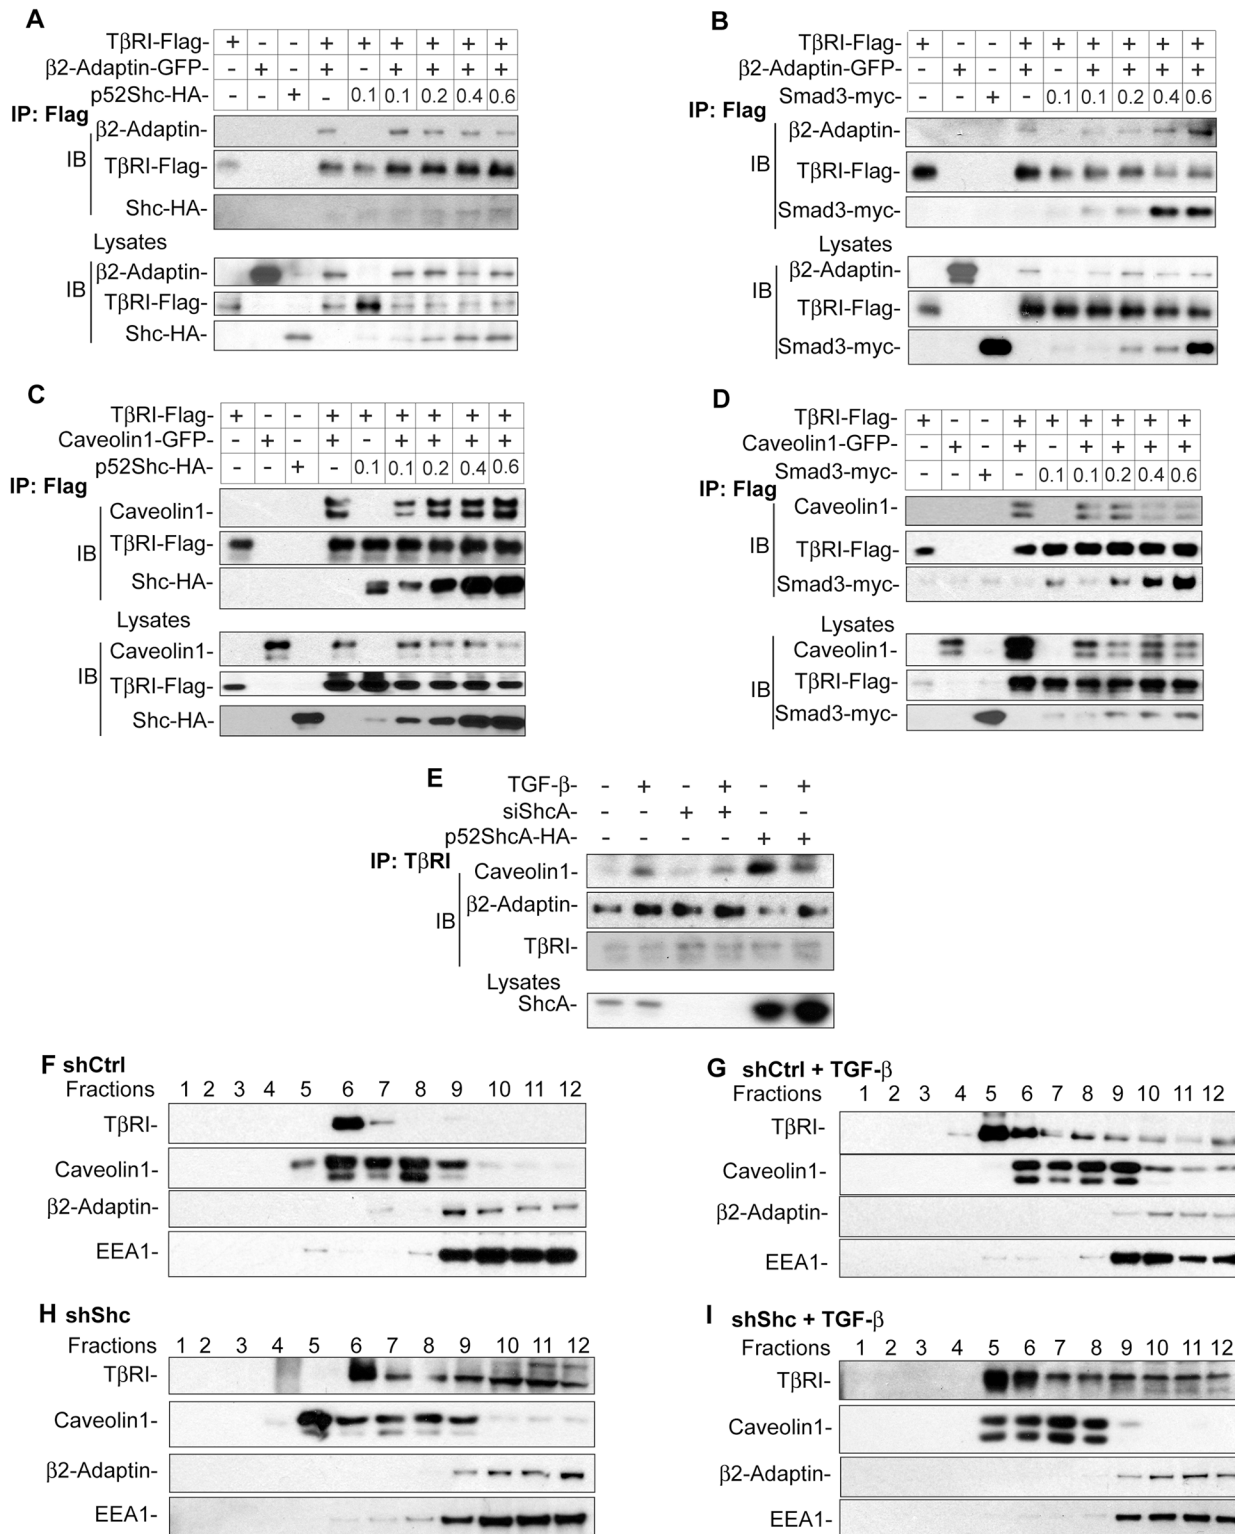 A
TβRI-Flag- + - - + + + + + +
β2-Adaptin-GFP- - + - + - + + + +
p52Shc-HA- - - + - 0.1 0.1 0.2 0.4 0.6
IP: Flag
β2-Adaptin-
IB
TβRI-Flag-
Shc-HA-
Lysates
β2-Adaptin-
IB
TβRI-Flag-
Shc-HA-
B
TβRI-Flag- + - - + + + + + +
β2-Adaptin-GFP- - + - + - + + + +
Smad3-myc- - - + - 0.1 0.1 0.2 0.4 0.6
IP: Flag
β2-Adaptin-
IB
TβRI-Flag-
Smad3-myc-
Lysates
β2-Adaptin-
IB
TβRI-Flag-
Smad3-myc-
C
TβRI-Flag- + - - + + + + + +
Caveolin1-GFP- - + - + - + + + +
p52Shc-HA- - - + - 0.1 0.1 0.2 0.4 0.6
IP: Flag
Caveolin1-
IB
TβRI-Flag-
Shc-HA-
Lysates
Caveolin1-
IB
TβRI-Flag-
Shc-HA-
D
TβRI-Flag- + - - + + + + + +
Caveolin1-GFP- - + - + - + + + +
Smad3-myc- - - + - 0.1 0.1 0.2 0.4 0.6
IP: Flag
Caveolin1-
IB
TβRI-Flag-
Smad3-myc-
Lysates
Caveolin1-
IB
TβRI-Flag-
Smad3-myc-
E
TGF-β- - + - + - +
siShcA- - - + + - -
p52ShcA-HA- - - - - + +
IP: TβRI
Caveolin1-
β2-Adaptin-
IB
TβRI-
Lysates
ShcA-
F shCtrl
Fractions 1 2 3 4 5 6 7 8 9 10 11 12
TβRI-
Caveolin1-
β2-Adaptin-
EEA1-
G shCtrl + TGF-β
Fractions 1 2 3 4 5 6 7 8 9 10 11 12
TβRI-
Caveolin1-
β2-Adaptin-
EEA1-
H shShc
Fractions 1 2 3 4 5 6 7 8 9 10 11 12
TβRI-
Caveolin1-
β2-Adaptin-
EEA1-
I shShc + TGF-β
Fractions 1 2 3 4 5 6 7 8 9 10 11 12
TβRI-
Caveolin1-
β2-Adaptin-
EEA1-